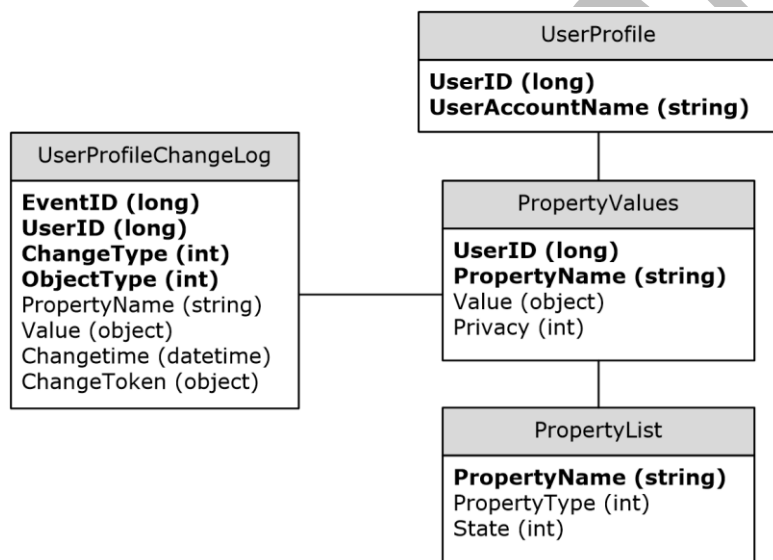 UserProfile
UserID (long)
UserAccountName (string)
UserProfileChangeLog
EventID (long)
UserID (long)
ChangeType (int)
ObjectType (int)
PropertyName (string)
Value (object)
Changetime (datetime)
ChangeToken (object)
PropertyValues
UserID (long)
PropertyName (string)
Value (object)
Privacy (int)
PropertyList
PropertyName (string)
PropertyType (int)
State (int)